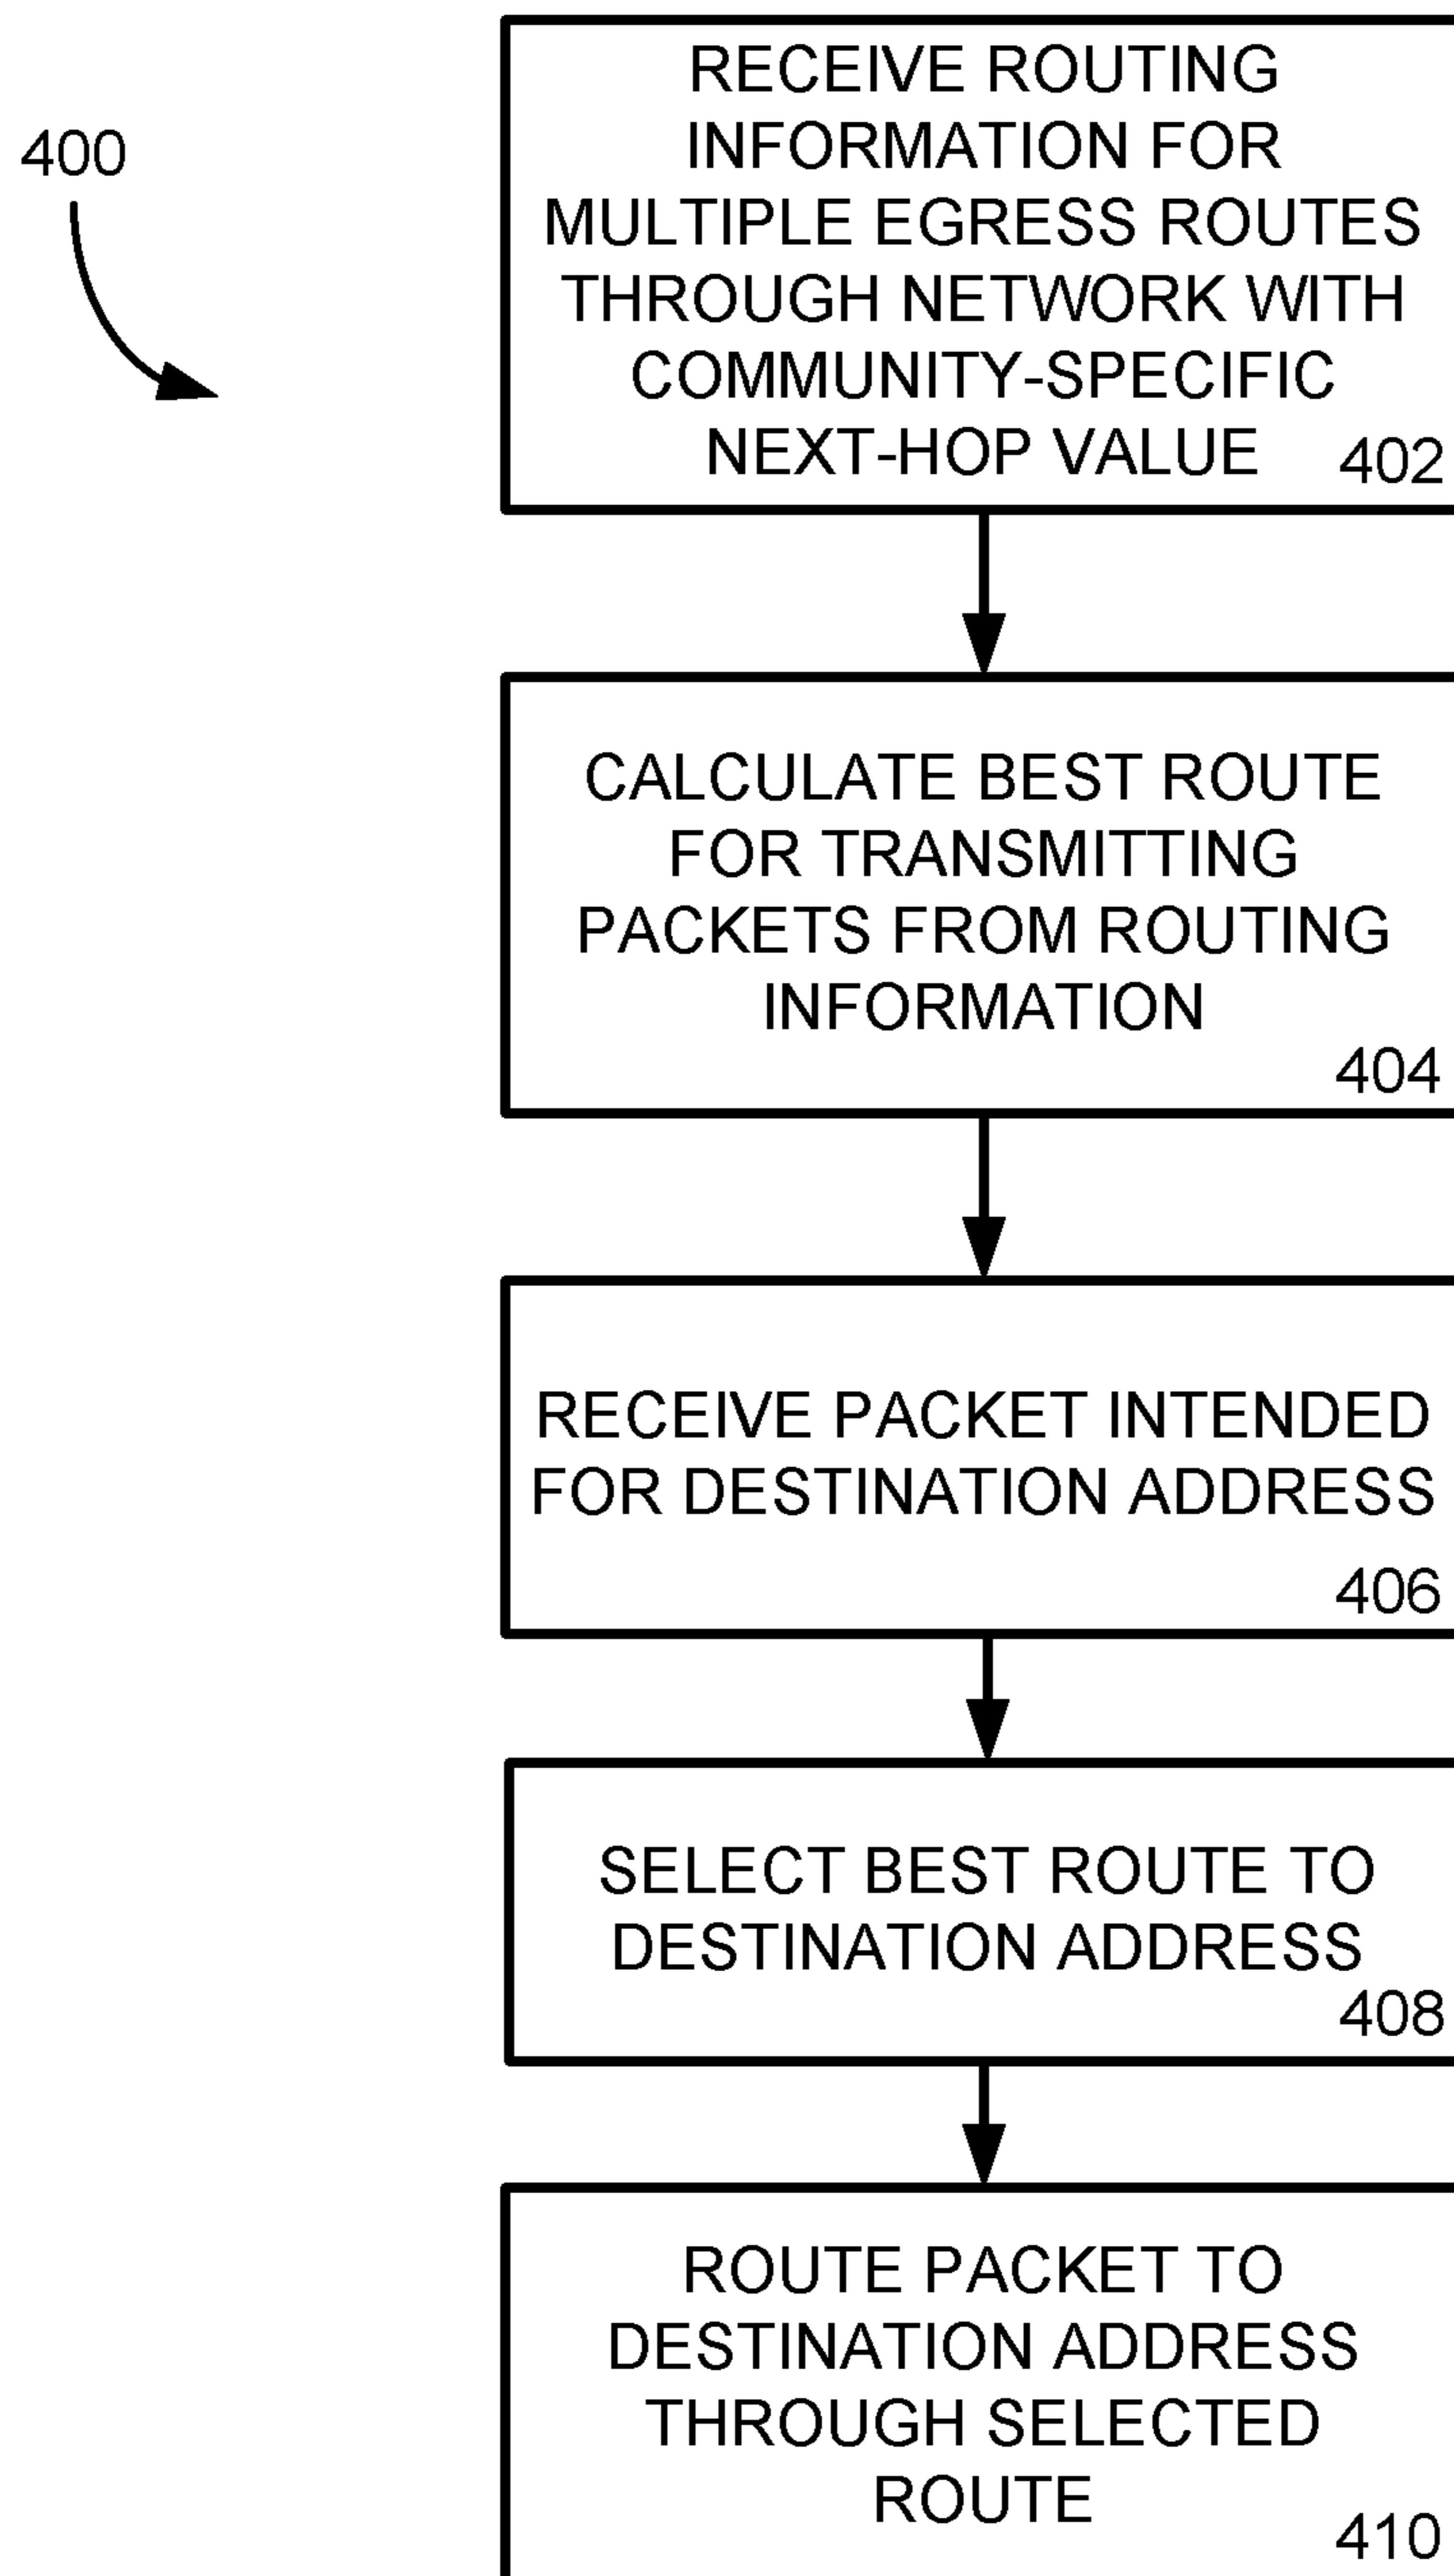 400
RECEIVE ROUTING
INFORMATION FOR
MULTIPLE EGRESS ROUTES
THROUGH NETWORK WITH
COMMUNITY-SPECIFIC
NEXT-HOP VALUE
402
CALCULATE BEST ROUTE
FOR TRANSMITTING
PACKETS FROM ROUTING
INFORMATION
404
RECEIVE PACKET INTENDED
FOR DESTINATION ADDRESS
406
SELECT BEST ROUTE TO
DESTINATION ADDRESS
408
ROUTE PACKET TO
DESTINATION ADDRESS
THROUGH SELECTED
ROUTE
410